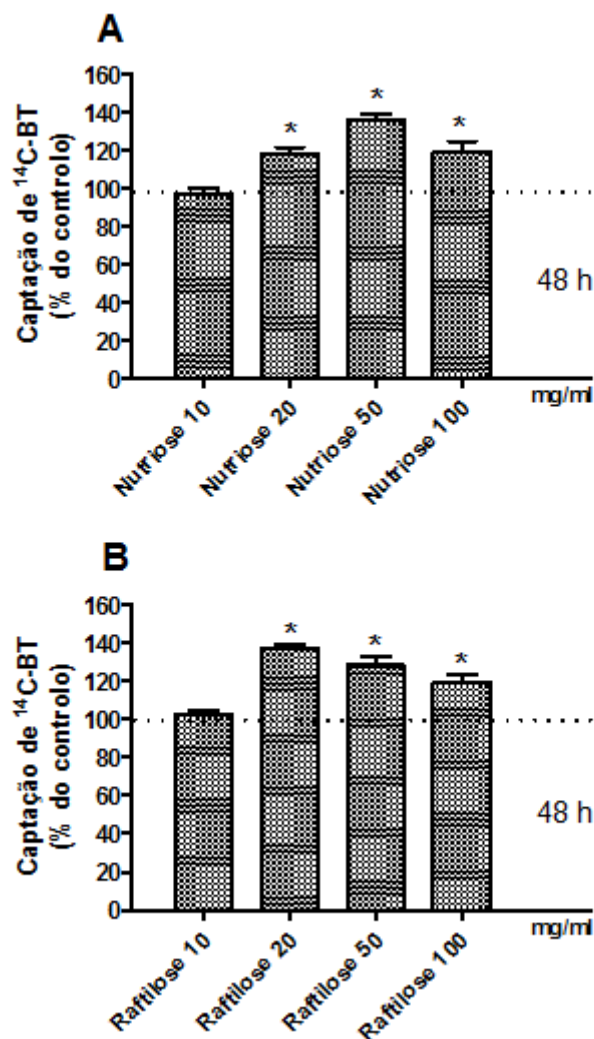 A
Captação de ¹⁴C-BT
(% do controlo)
160
140
120
100
80
60
40
20
0
*
*
*
48 h
mg/ml
Nutriose 10
Nutriose 20
Nutriose 50
Nutriose 100
B
Captação de ¹⁴C-BT
(% do controlo)
160
140
120
100
80
60
40
20
0
*
*
*
48 h
mg/ml
Raftilose 10
Raftilose 20
Raftilose 50
Raftilose 100